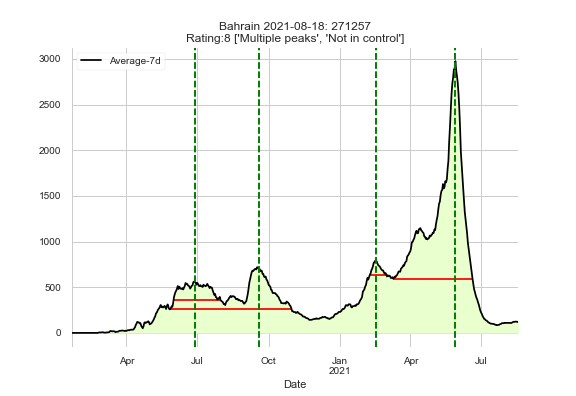 Bahrain 2021-08-18: 271257
Rating:8 ['Multiple peaks', 'Not in control']
Average-7d
3000
2500
2000
1500
1000
500
0
Apr Jul Oct Jan Apr Jul
2021
Date